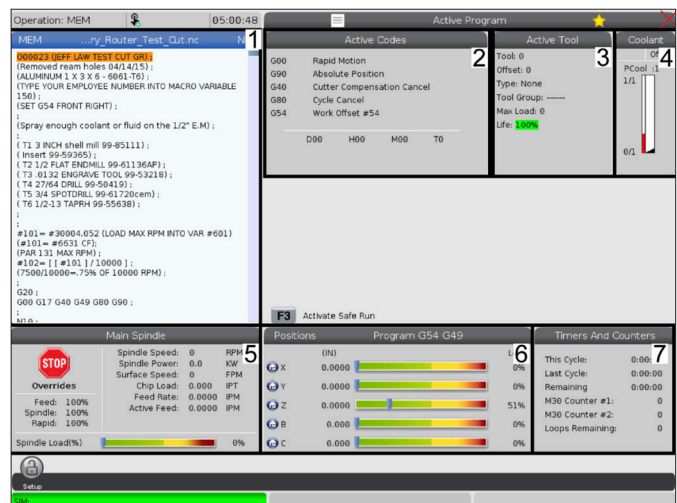 Operation: MEM
05:00:48
Active Program
MEM ...ry_Router_Test_Cut.nc N
1
O00023 (JEFF LAW TEST CUT GR) ;
(Removed ream holes 04/14/15) ;
(ALUMINUM 1 X 3 X 6 - 6061-T6) ;
(TYPE YOUR EMPLOYEE NUMBER INTO MACRO VARIABLE
150) ;
(SET G54 FRONT RIGHT) ;
;
(Spray enough coolant or fluid on the 1/2" E.M) ;
;
( T1 3 INCH shell mill 99-85111) ;
( Insert 99-59365) ;
( T2 1/2 FLAT ENDMILL 99-61136AP) ;
( T3 .0132 ENGRAVE TOOL 99-53218) ;
( T4 27/64 DRILL 99-50419) ;
( T5 3/4 SPOTDRILL 99-61720cem) ;
( T6 1/2-13 TAPRH 99-55638) ;
;
;
#101= #30004.052 (LOAD MAX RPM INTO VAR #601)
(#101= #6631 CF);
(PAR 131 MAX RPM) ;
#102= [ [ #101 ] / 10000 ] ;
(7500/10000=.75% OF 10000 RPM) ;
;
G20 ;
G00 G17 G40 G49 G80 G90 ;
;
N10 ;
Active Codes
2
G00 Rapid Motion
G90 Absolute Position
G40 Cutter Compensation Cancel
G80 Cycle Cancel
G54 Work Offset #54
D00 H00 M00 T0
Active Tool
3
Tool: 0
Offset: 0
Type: None
Tool Group: -------
Max Load: 0
Life: 100%
Coolant
4
Of
PCool :1
1/1
0/1
F3 Activate Safe Run
Main Spindle
5
STOP
Overrides
Feed: 100%
Spindle: 100%
Rapid: 100%
Spindle Speed: 0 RPM
Spindle Power: 0.0 KW
Surface Speed: 0 FPM
Chip Load: 0.000 IPT
Feed Rate: 0.0000 IPM
Active Feed: 0.0000 IPM
Spindle Load(%) 0%
Positions Program G54 G49
6
(IN) L
X 0.0000 0%
Y 0.0000 0%
Z 0.0000 51%
B 0.000 0%
C 0.000 0%
Timers And Counters
7
This Cycle: 0:00:
Last Cycle: 0:00:00
Remaining 0:00:00
M30 Counter #1: 0
M30 Counter #2: 0
Loops Remaining: 0
Setup
SIM: